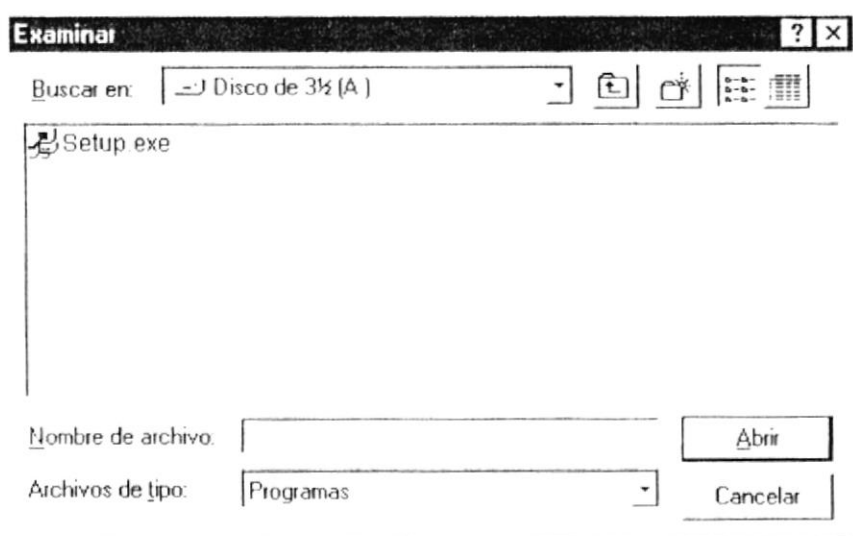 Examinar
Buscar en: Disco de 3½ (A )
Setup.exe
Nombre de archivo:
Abrir
Archivos de tipo: Programas
Cancelar